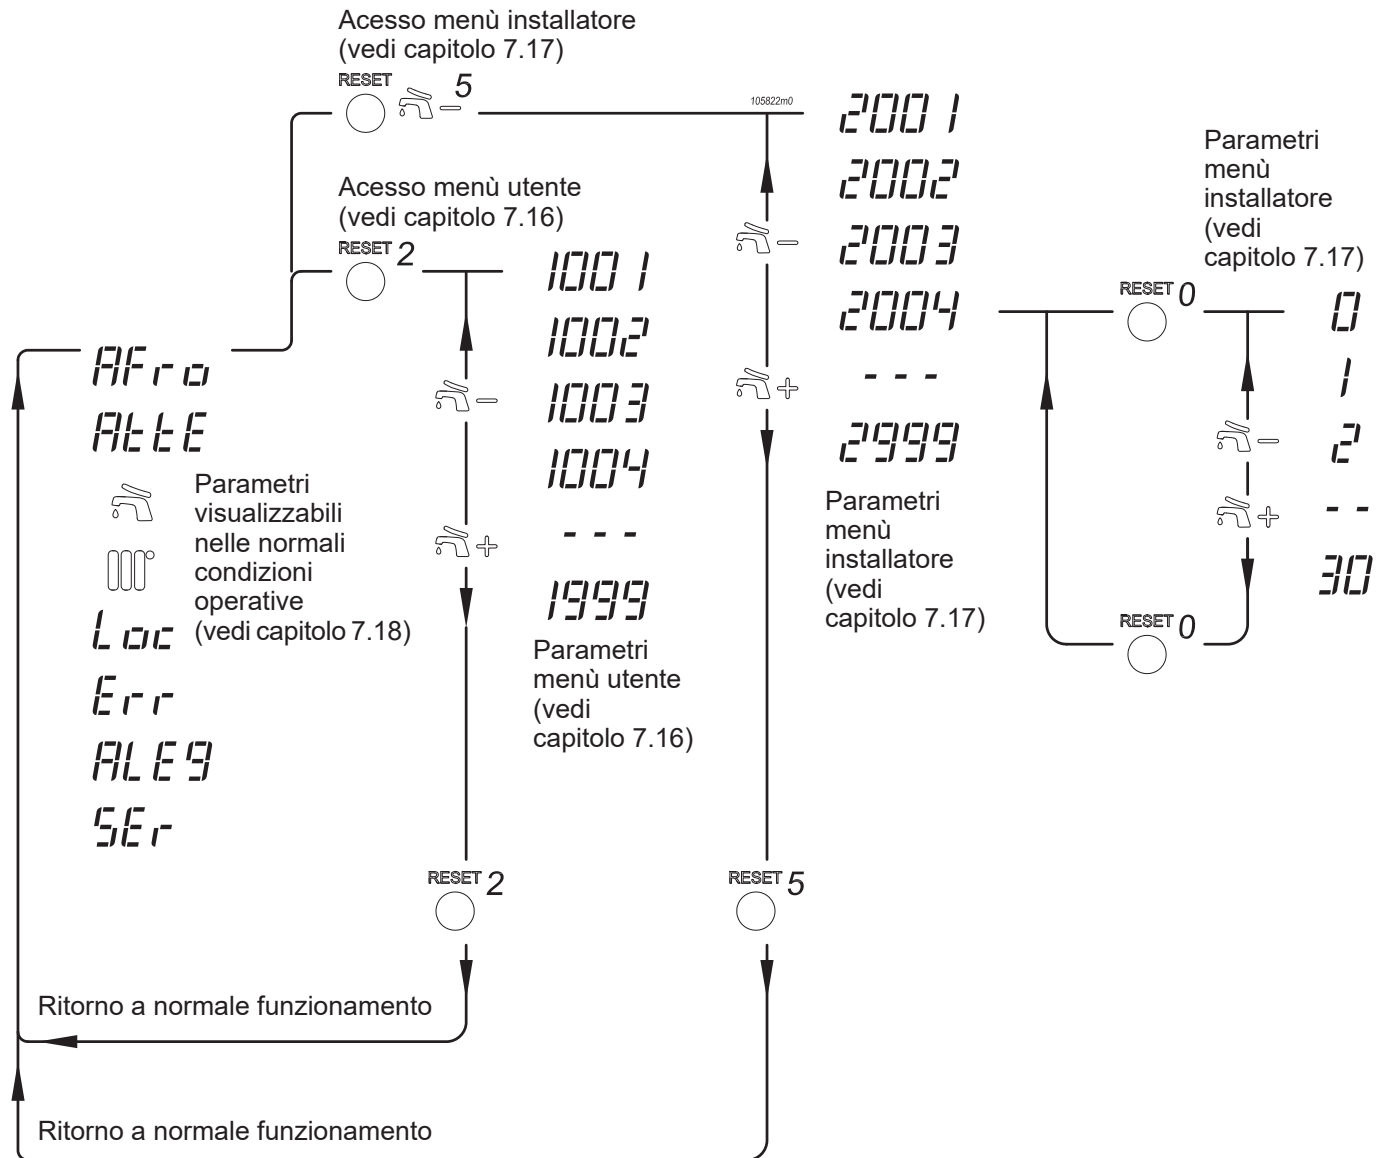 Acesso menù installatore
(vedi capitolo 7.17)
RESET 5
105822m0
Acesso menù utente
(vedi capitolo 7.16)
RESET 2
AFro
AttE
Parametri
visualizzabili
nelle normali
condizioni
operative
(vedi capitolo 7.18)
Loc
Err
ALE9
SEr
1001
1002
1003
1004
- - -
1999
Parametri
menù utente
(vedi
capitolo 7.16)
2001
2002
2003
2004
- - -
2999
Parametri
menù
installatore
(vedi
capitolo 7.17)
Parametri
menù
installatore
(vedi
capitolo 7.17)
RESET 0
0
1
2
- -
30
RESET 0
RESET 2
RESET 5
Ritorno a normale funzionamento
Ritorno a normale funzionamento